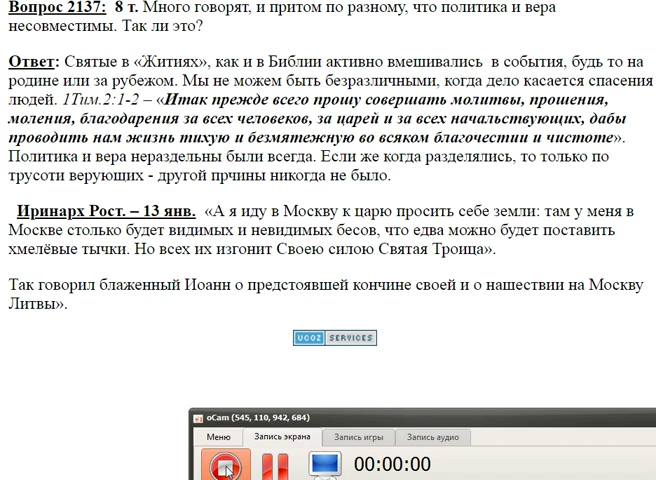 Вопрос 2137: 8 т. Много говорят, и притом по разному, что политика и вера
несовместимы. Так ли это?
Ответ: Святые в «Житиях», как и в Библии активно вмешивались в события, будь то на
родине или за рубежом. Мы не можем быть безразличными, когда дело касается спасения
людей. 1Тим.2:1-2 – «Итак прежде всего прошу совершать молитвы, прошения,
моления, благодарения за всех человеков, за царей и за всех начальствующих, дабы
проводить нам жизнь тихую и безмятежную во всяком благочестии и чистоте».
Политика и вера нераздельны были всегда. Если же когда разделялись, то только по
трусоти верующих - другой прчины никогда не было.
Иринарх Рост. – 13 янв. «А я иду в Москву к царю просить себе земли: там у меня в
Москве столько будет видимых и невидимых бесов, что едва можно будет поставить
хмелёвые тычки. Но всех их изгонит Своею силою Святая Троица».
Так говорил блаженный Иоанн о предстоявшей кончине своей и о нашествии на Москву
Литвы».
UCOZ SERVICES
oCam (545, 110, 942, 684)
Меню Запись экрана Запись игры Запись аудио
00:00:00